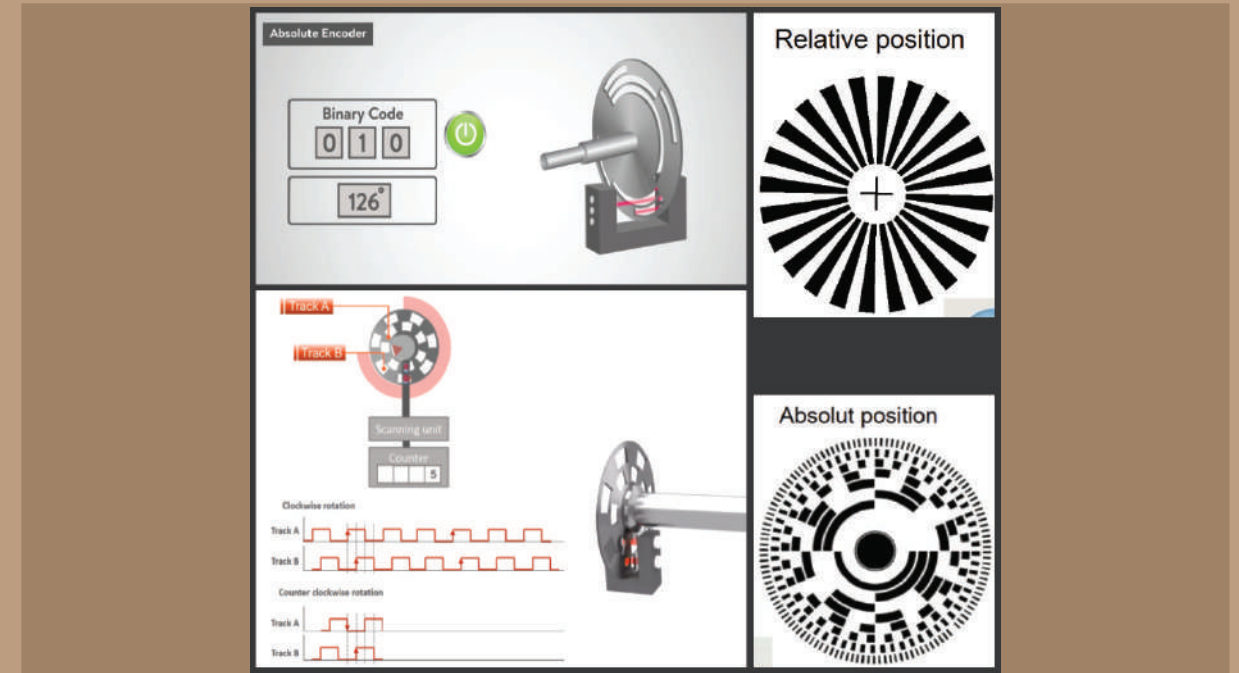 Absolute Encoder
Binary Code
0 1 0
126°
Relative position
Track A
Track B
Scanning unit
Counter
5
Clockwise rotation
Track A
Track B
Counter clockwise rotation
Track A
Track B
Absolut position